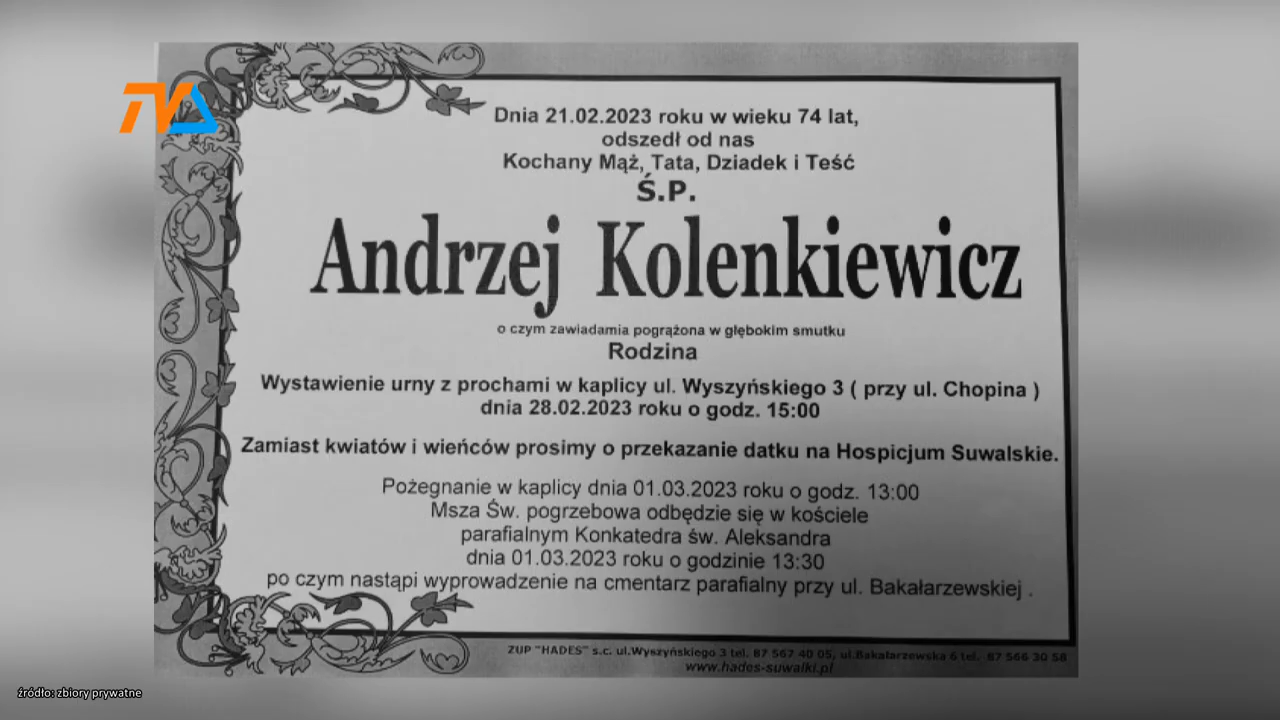 TVA
Dnia 21.02.2023 roku w wieku 74 lat,
odszedł od nas
Kochany Mąż, Tata, Dziadek i Teść
Ś.P.
Andrzej Kolenkiewicz
o czym zawiadamia pogrążona w głębokim smutku
Rodzina
Wystawienie urny z prochami w kaplicy ul. Wyszyńskiego 3 ( przy ul. Chopina )
dnia 28.02.2023 roku o godz. 15:00
Zamiast kwiatów i wieńców prosimy o przekazanie datku na Hospicjum Suwalskie.
Pożegnanie w kaplicy dnia 01.03.2023 roku o godz. 13:00
Msza Św. pogrzebowa odbędzie się w kościele
parafialnym Konkatedra św. Aleksandra
dnia 01.03.2023 roku o godzinie 13:30
po czym nastąpi wyprowadzenie na cmentarz parafialny przy ul. Bakałarzewskiej .
ZUP "HADES" s.c. ul.Wyszyńskiego 3 tel. 87 567 40 05, ul.Bakałarzewska 6 tel. 87 566 30 58
www.hades-suwalki.pl
źródło: zbiory prywatne